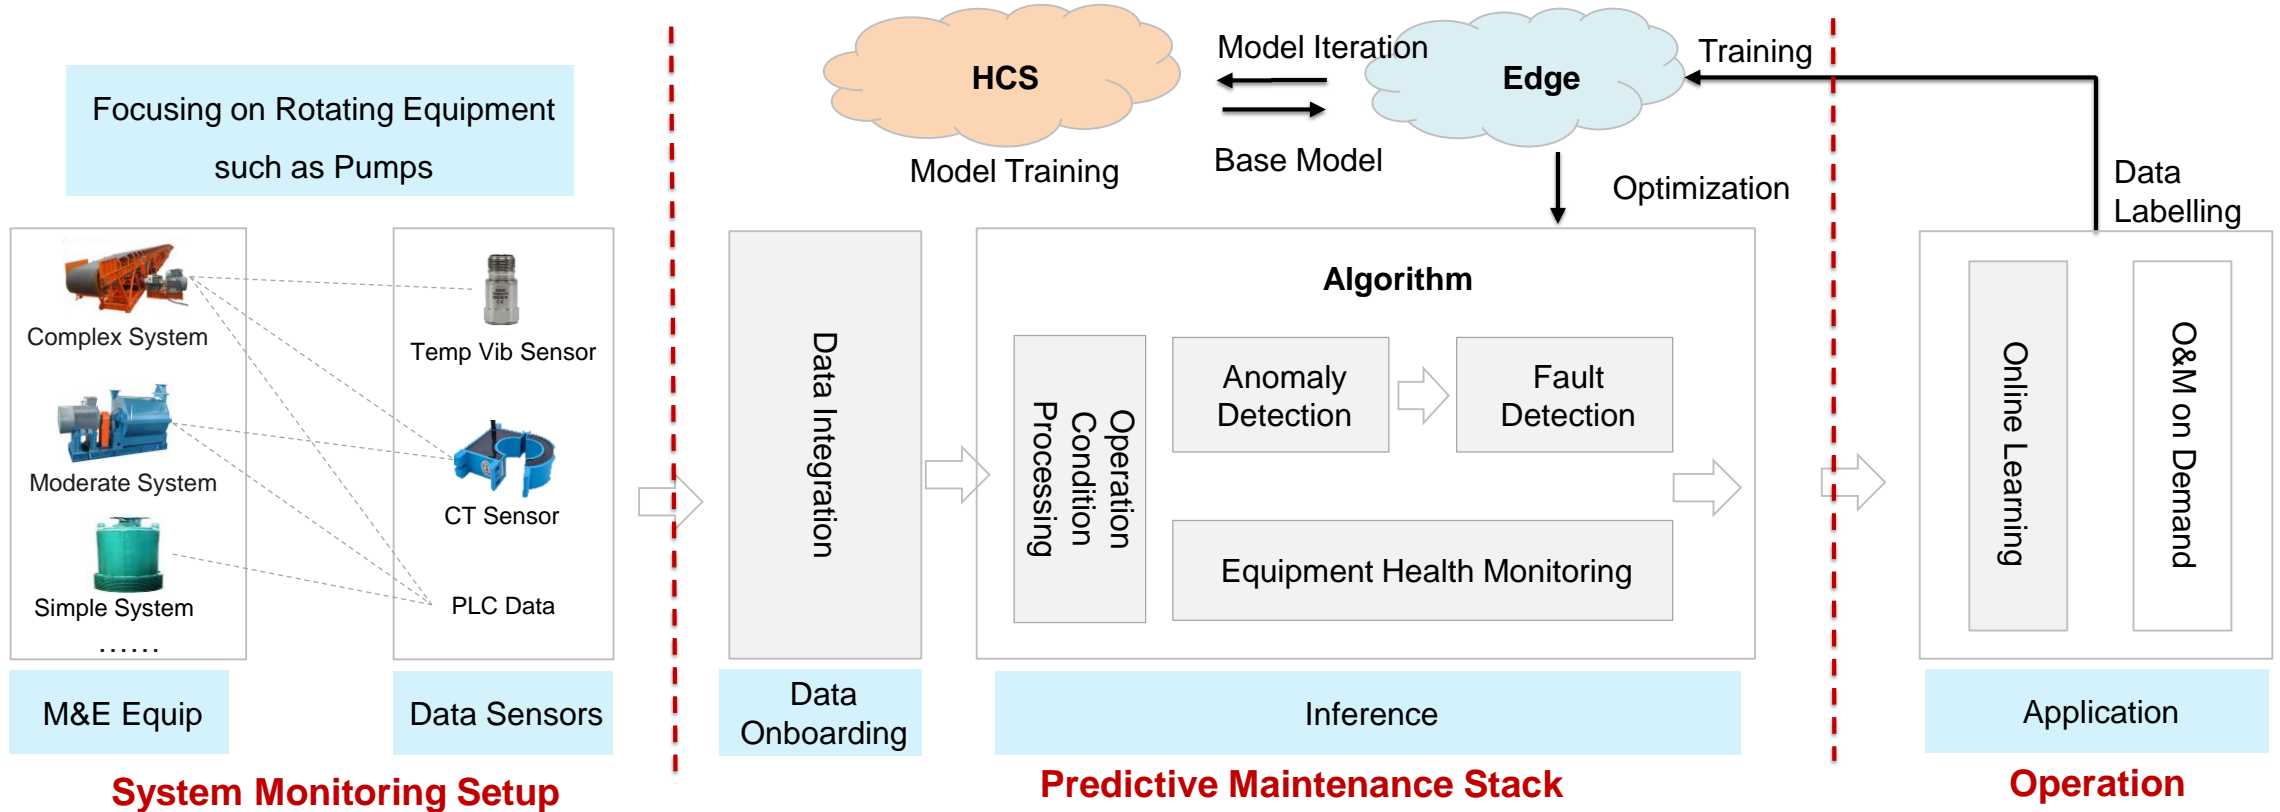 Focusing on Rotating Equipment
such as Pumps
Complex System
Moderate System
Simple System
......
M&E Equip
Temp Vib Sensor
CT Sensor
PLC Data
Data Sensors
System Monitoring Setup
HCS
Model Training
Model Iteration
Base Model
Edge
Training
Optimization
Data Integration
Data
Onboarding
Algorithm
Operation
Condition
Processing
Anomaly
Detection
Fault
Detection
Equipment Health Monitoring
Inference
Predictive Maintenance Stack
Data
Labelling
Online Learning
O&M on Demand
Application
Operation